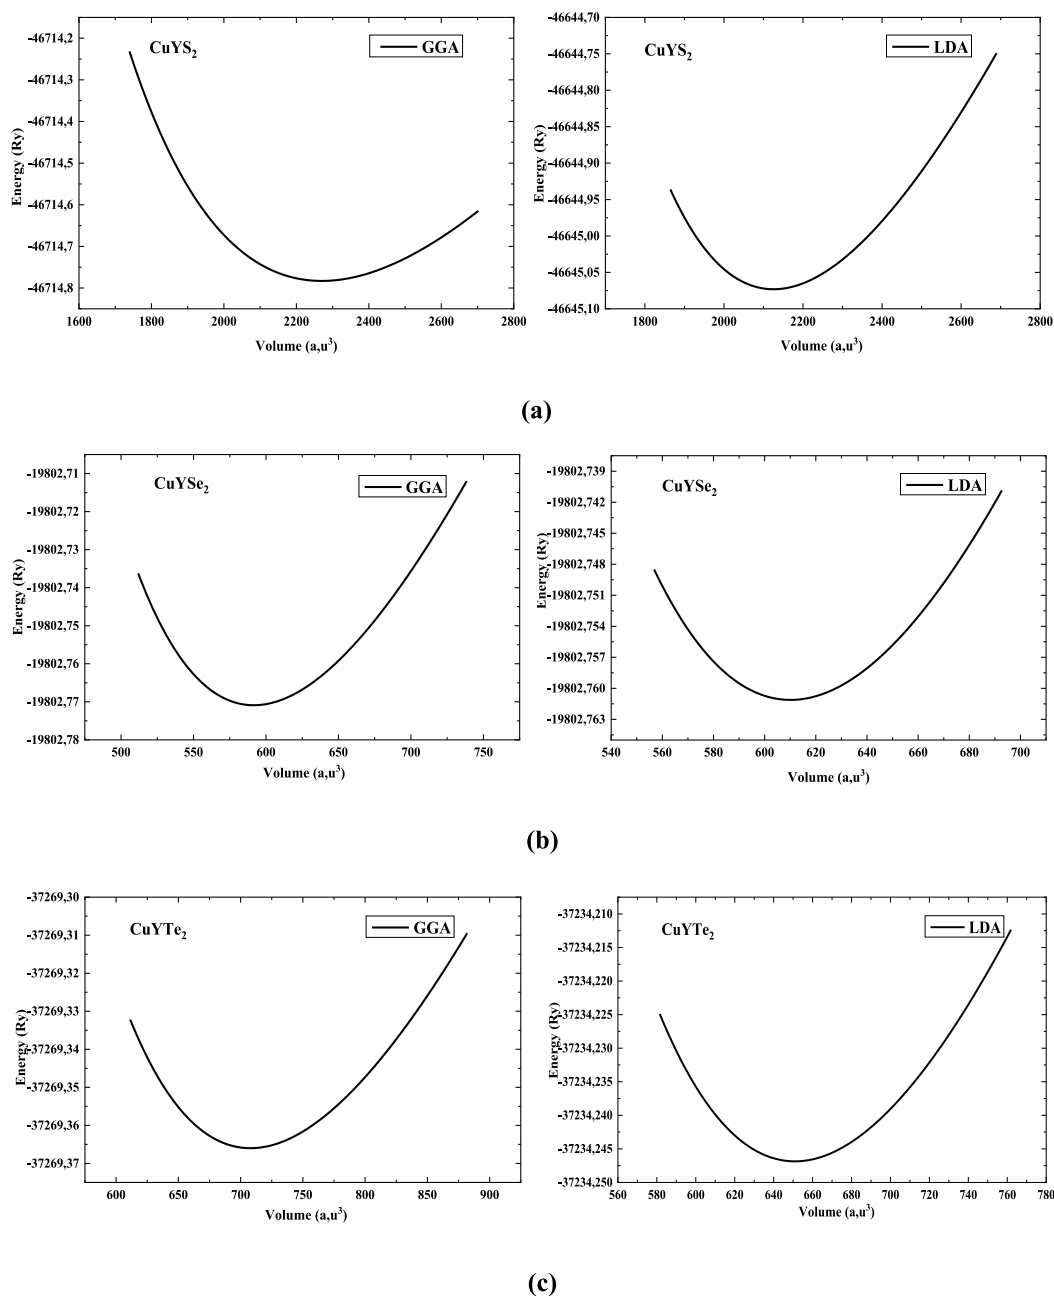 CuYS2
GGA
Energy (Ry)
-46714,2
-46714,3
-46714,4
-46714,5
-46714,6
-46714,7
-46714,8
1600 1800 2000 2200 2400 2600 2800
Volume (a,u3)
CuYS2
LDA
Energy (Ry)
-46644,70
-46644,75
-46644,80
-46644,85
-46644,90
-46644,95
-46645,00
-46645,05
-46645,10
1800 2000 2200 2400 2600 2800
Volume (a,u3)
(a)
CuYSe2
GGA
Energy (Ry)
-19802,71
-19802,72
-19802,73
-19802,74
-19802,75
-19802,76
-19802,77
-19802,78
500 550 600 650 700 750
Volume (a,u3)
CuYSe2
LDA
Energy (Ry)
-19802,739
-19802,742
-19802,745
-19802,748
-19802,751
-19802,754
-19802,757
-19802,760
-19802,763
540 560 580 600 620 640 660 680 700
Volume (a,u3)
(b)
CuYTe2
GGA
Energy (Ry)
-37269,30
-37269,31
-37269,32
-37269,33
-37269,34
-37269,35
-37269,36
-37269,37
600 650 700 750 800 850 900
Volume (a,u3)
CuYTe2
LDA
Energy (Ry)
-37234,210
-37234,215
-37234,220
-37234,225
-37234,230
-37234,235
-37234,240
-37234,245
-37234,250
560 580 600 620 640 660 680 700 720 740 760 780
Volume (a,u3)
(c)